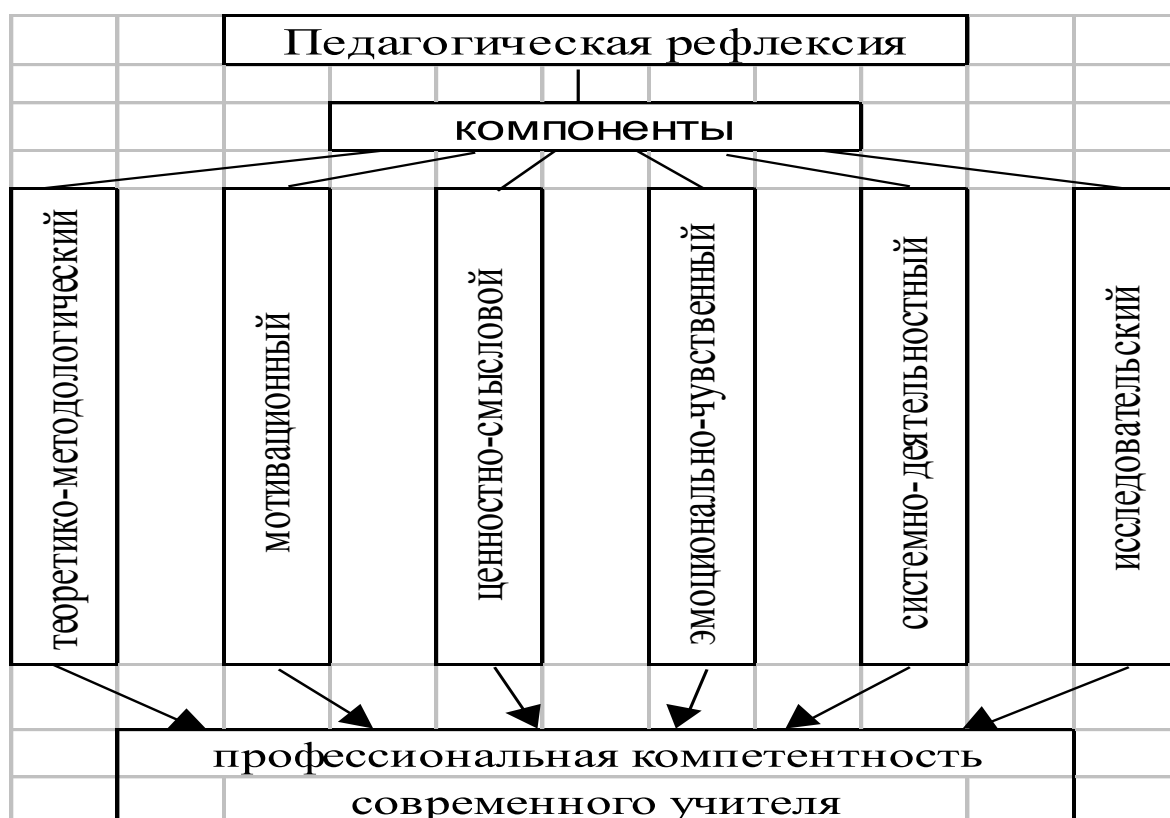 Педагогическая рефлексия
компоненты
теоретико-методологический
мотивационный
ценностно-смысловой
эмоционально-чувственный
системно-деятельностный
исследовательский
профессиональная компетентность
современного учителя